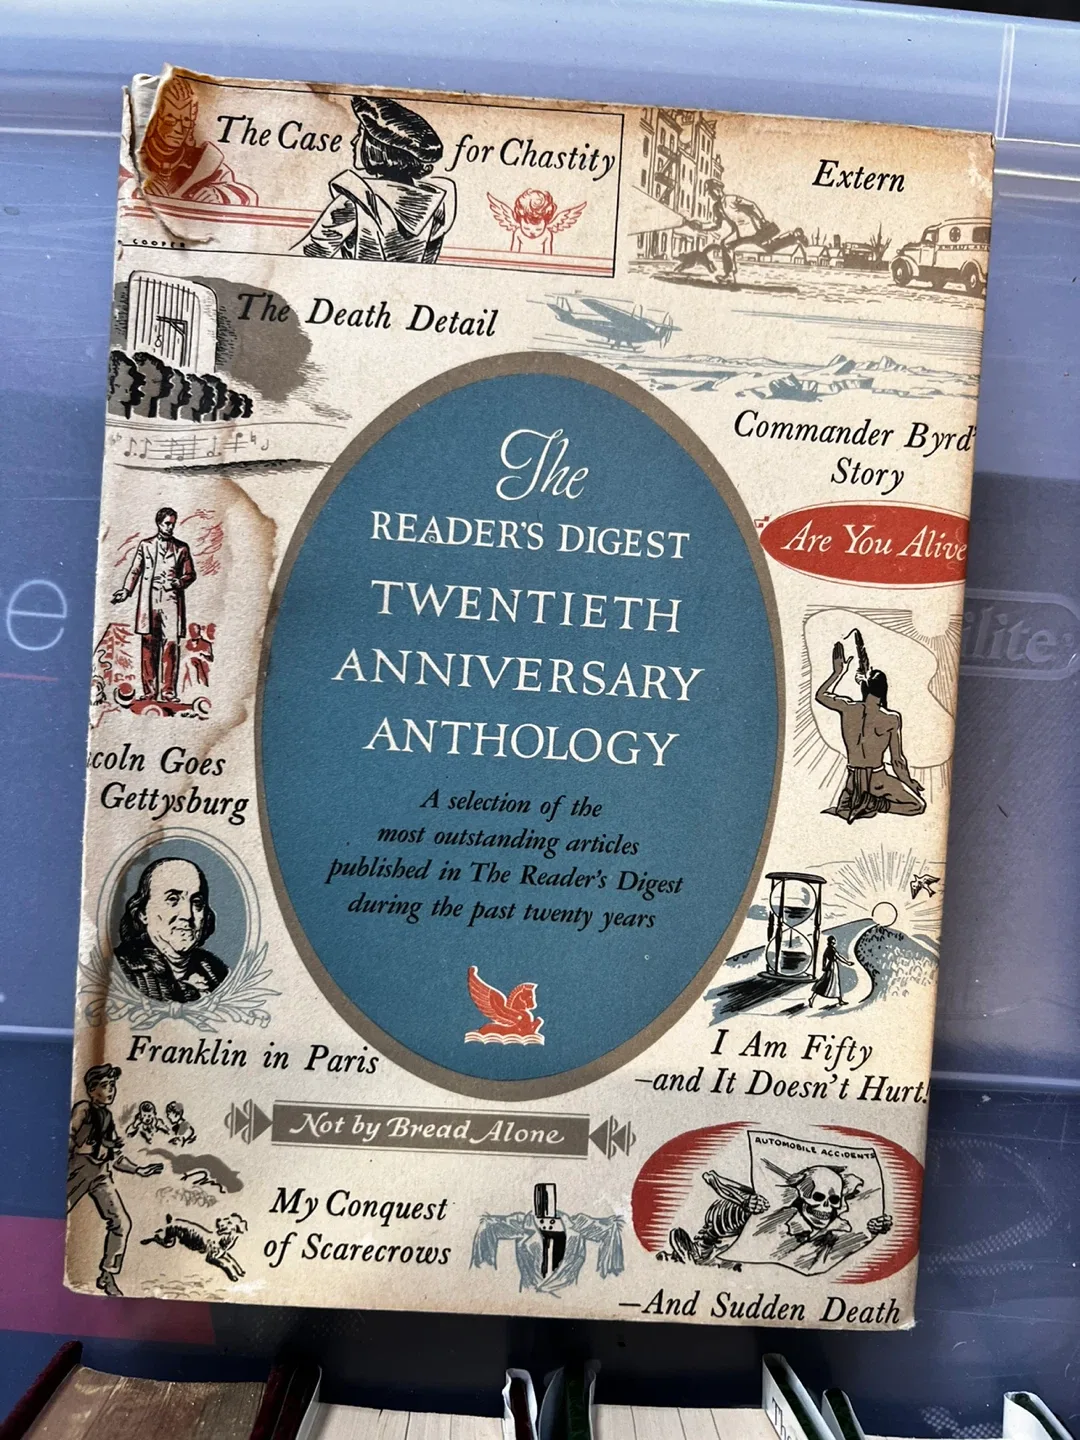 The Case for Chastity
COOPER
Extern
AMBULANCE
The Death Detail
Commander Byrd's
Story
Are You Alive
coln Goes
Gettysburg
The
READER'S DIGEST
TWENTIETH
ANNIVERSARY
ANTHOLOGY
A selection of the
most outstanding articles
published in The Reader's Digest
during the past twenty years
Franklin in Paris
I Am Fifty
—and It Doesn't Hurt!
Not by Bread Alone
My Conquest
of Scarecrows
AUTOMOBILE ACCIDENTS
—And Sudden Death
e
ilite